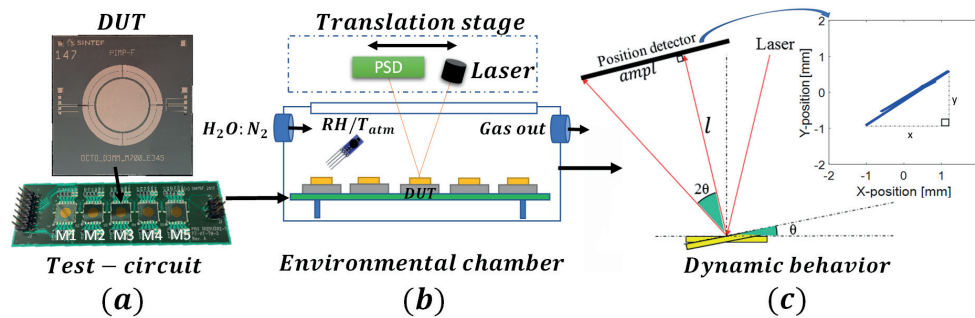 DUT
SINTEF
147
PIMP-F
OCTO_D3MM_M700_E345
M1 M2 M3 M4 M5
Test − circuit
(a)
Translation stage
PSD
Laser
H2O: N2
RH/Tatm
Gas out
DUT
Environmental chamber
(b)
Position detector
ampl
Laser
l
2θ
θ
Dynamic behavior
(c)
Y-position [mm]
2
1
0
-1
-2
y
x
-2 -1 0 1 2
X-position [mm]